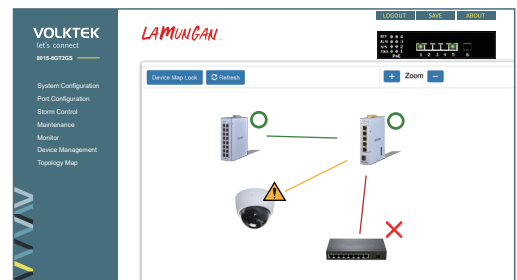 LOGOUT SAVE ABOUT
VOLKTEK
let's connect
8015-8GT2GS
LAMUNGAN
PoE
1 2 3 4 5 6
Device Map Lock
Refresh
+ Zoom −
System Configuration
Port Configuration
Storm Control
Maintenance
Monitor
Device Management
Topology Map